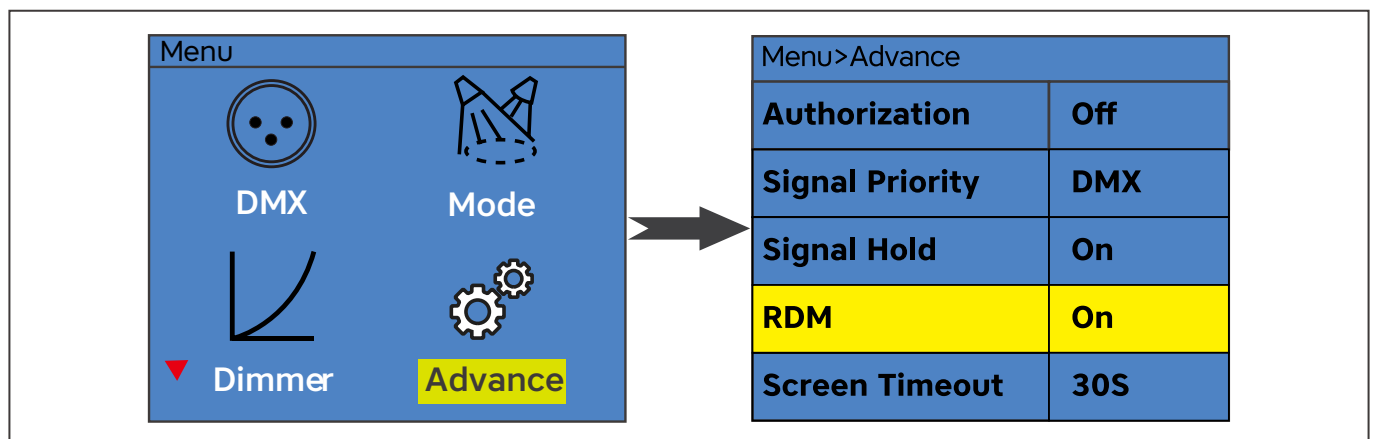 Menu
DMX
Mode
Dimmer
Advance
Menu>Advance
Authorization Off
Signal Priority DMX
Signal Hold On
RDM On
Screen Timeout 30S